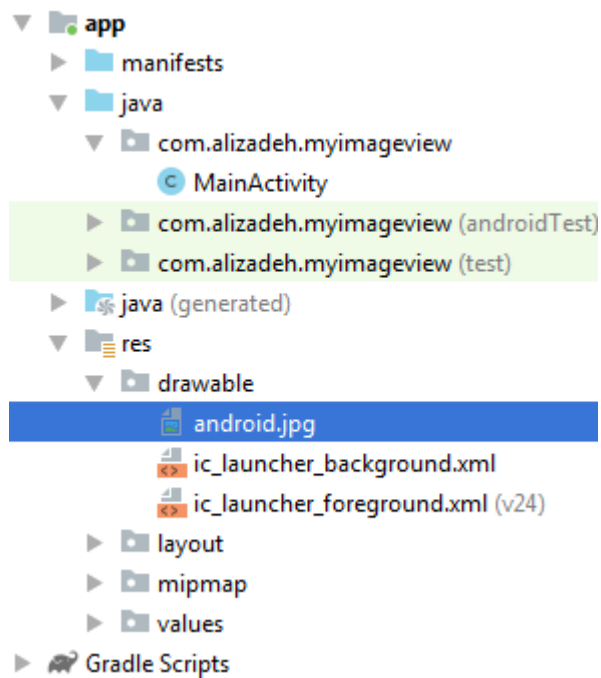 app
manifests
java
com.alizadeh.myimageview
C MainActivity
com.alizadeh.myimageview (androidTest)
com.alizadeh.myimageview (test)
java (generated)
res
drawable
android.jpg
ic_launcher_background.xml
ic_launcher_foreground.xml (v24)
layout
mipmap
values
Gradle Scripts